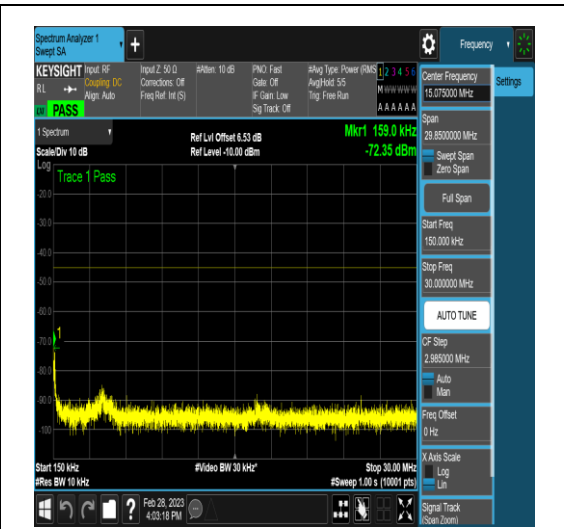 Spectrum Analyzer 1
Swept SA
+
Frequency
KEYSIGHT
RL
PASS
Input: RF
Coupling: DC
Align: Auto
Input Z: 50 Ω
Corrections: Off
Freq Ref: Int (S)
#Atten: 10 dB
PNO: Fast
Gate: Off
IF Gain: Low
Sig Track: Off
#Avg Type: Power (RMS
Avg|Hold: 5/5
Trig: Free Run
1 2 3 4 5 6
M W W W W W
A A A A A A
1 Spectrum
Scale/Div 10 dB
Ref Lvl Offset 6.53 dB
Ref Level -10.00 dBm
Mkr1 159.0 kHz
-72.35 dBm
Log
Trace 1 Pass
-20.0
-30.0
-40.0
-50.0
-60.0
-70.0
-80.0
-90.0
-100
1
Start 150 kHz
#Res BW 10 kHz
#Video BW 30 kHz*
Stop 30.00 MHz
#Sweep 1.00 s (10001 pts)
?
Feb 28, 2023
4:03:18 PM
Center Frequency
15.075000 MHz
Span
29.8500000 MHz
Swept Span
Zero Span
Full Span
Start Freq
150.000 kHz
Stop Freq
30.000000 MHz
AUTO TUNE
CF Step
2.985000 MHz
Auto
Man
Freq Offset
0 Hz
X Axis Scale
Log
Lin
Signal Track
(Span Zoom)
Settings